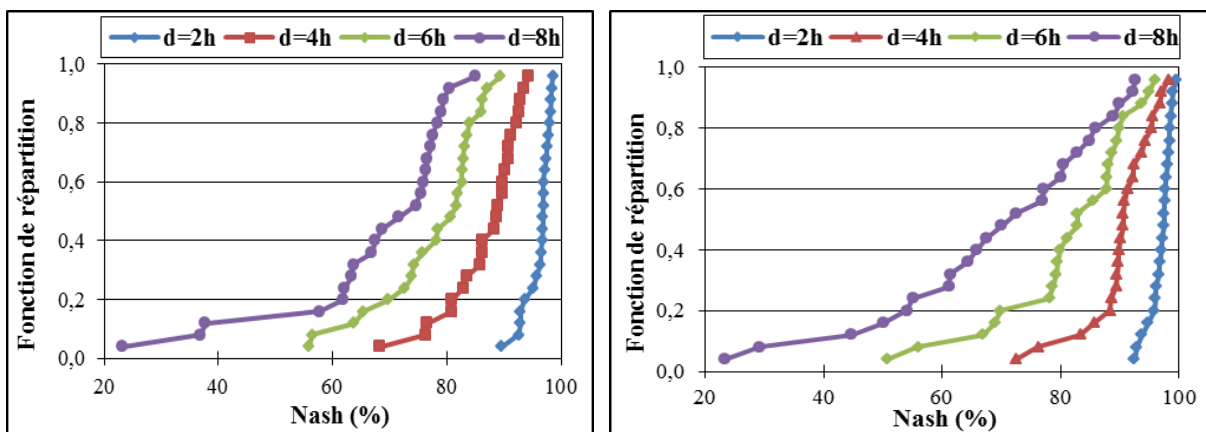 d=2h d=4h d=6h d=8h
1,0
0,8
0,6
0,4
0,2
0,0
Fonction de répartition
20 40 60 80 100
Nash (%)
d=2h d=4h d=6h d=8h
1,0
0,8
0,6
0,4
0,2
0,0
Fonction de répartition
20 40 60 80 100
Nash (%)